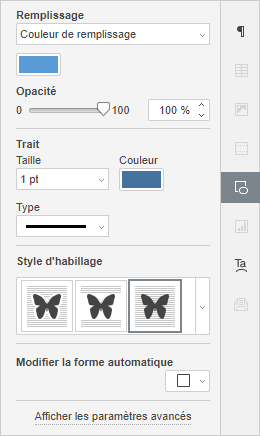 Remplissage
Couleur de remplissage
Opacité
0 100 100 %
Trait
Taille Couleur
1 pt
Type
Style d'habillage
Modifier la forme automatique
Afficher les paramètres avancés
¶
Ta